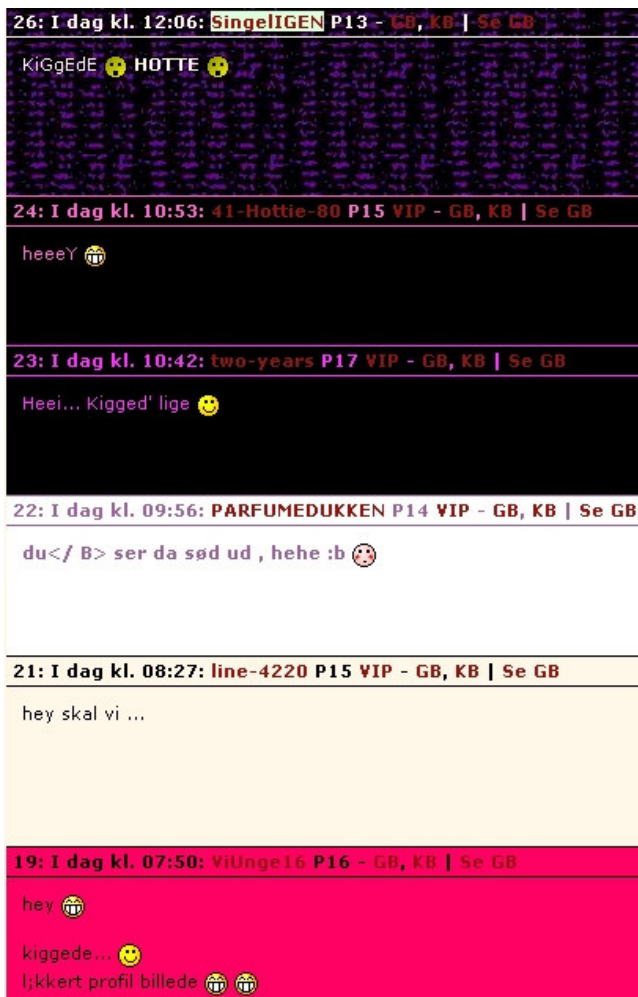 26: I dag kl. 12:06: SingelIGEN P13 - GB, KB | Se GB
KiGgEdE HOTTE
24: I dag kl. 10:53: 41-Hottie-80 P15 VIP - GB, KB | Se GB
heeeY
23: I dag kl. 10:42: two-years P17 VIP - GB, KB | Se GB
Heei... Kigged' lige
22: I dag kl. 09:56: PARFUMEDUKKEN P14 VIP - GB, KB | Se GB
du</ B> ser da sød ud , hehe :b
21: I dag kl. 08:27: line-4220 P15 VIP - GB, KB | Se GB
hey skal vi ...
19: I dag kl. 07:50: ViUnge16 P16 - GB, KB | Se GB
hey
kiggede...
l;kkert profil billede